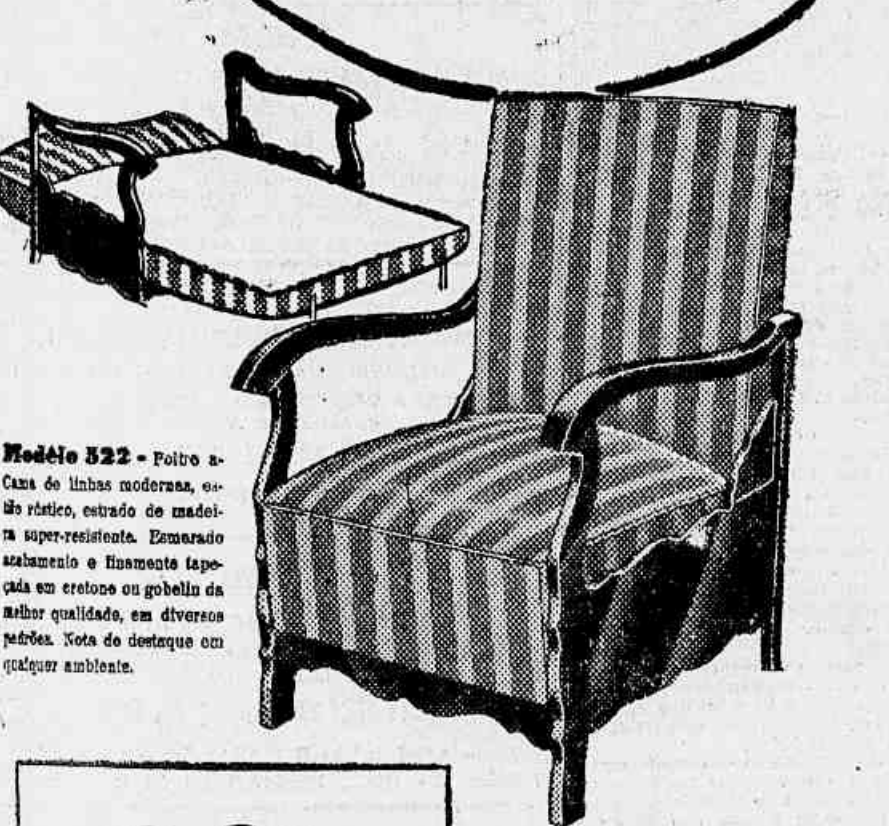 Modêlo 522 - Poltro a-
Cama de linhas modernas, es-
tilo rústico, estrado de madei-
ra super-resistente. Esmerado
acabamento e finamente tape-
çada em cretone ou gobelin da
melhor qualidade, em diversos
padrões. Nota de destaque em
qualquer ambiente.